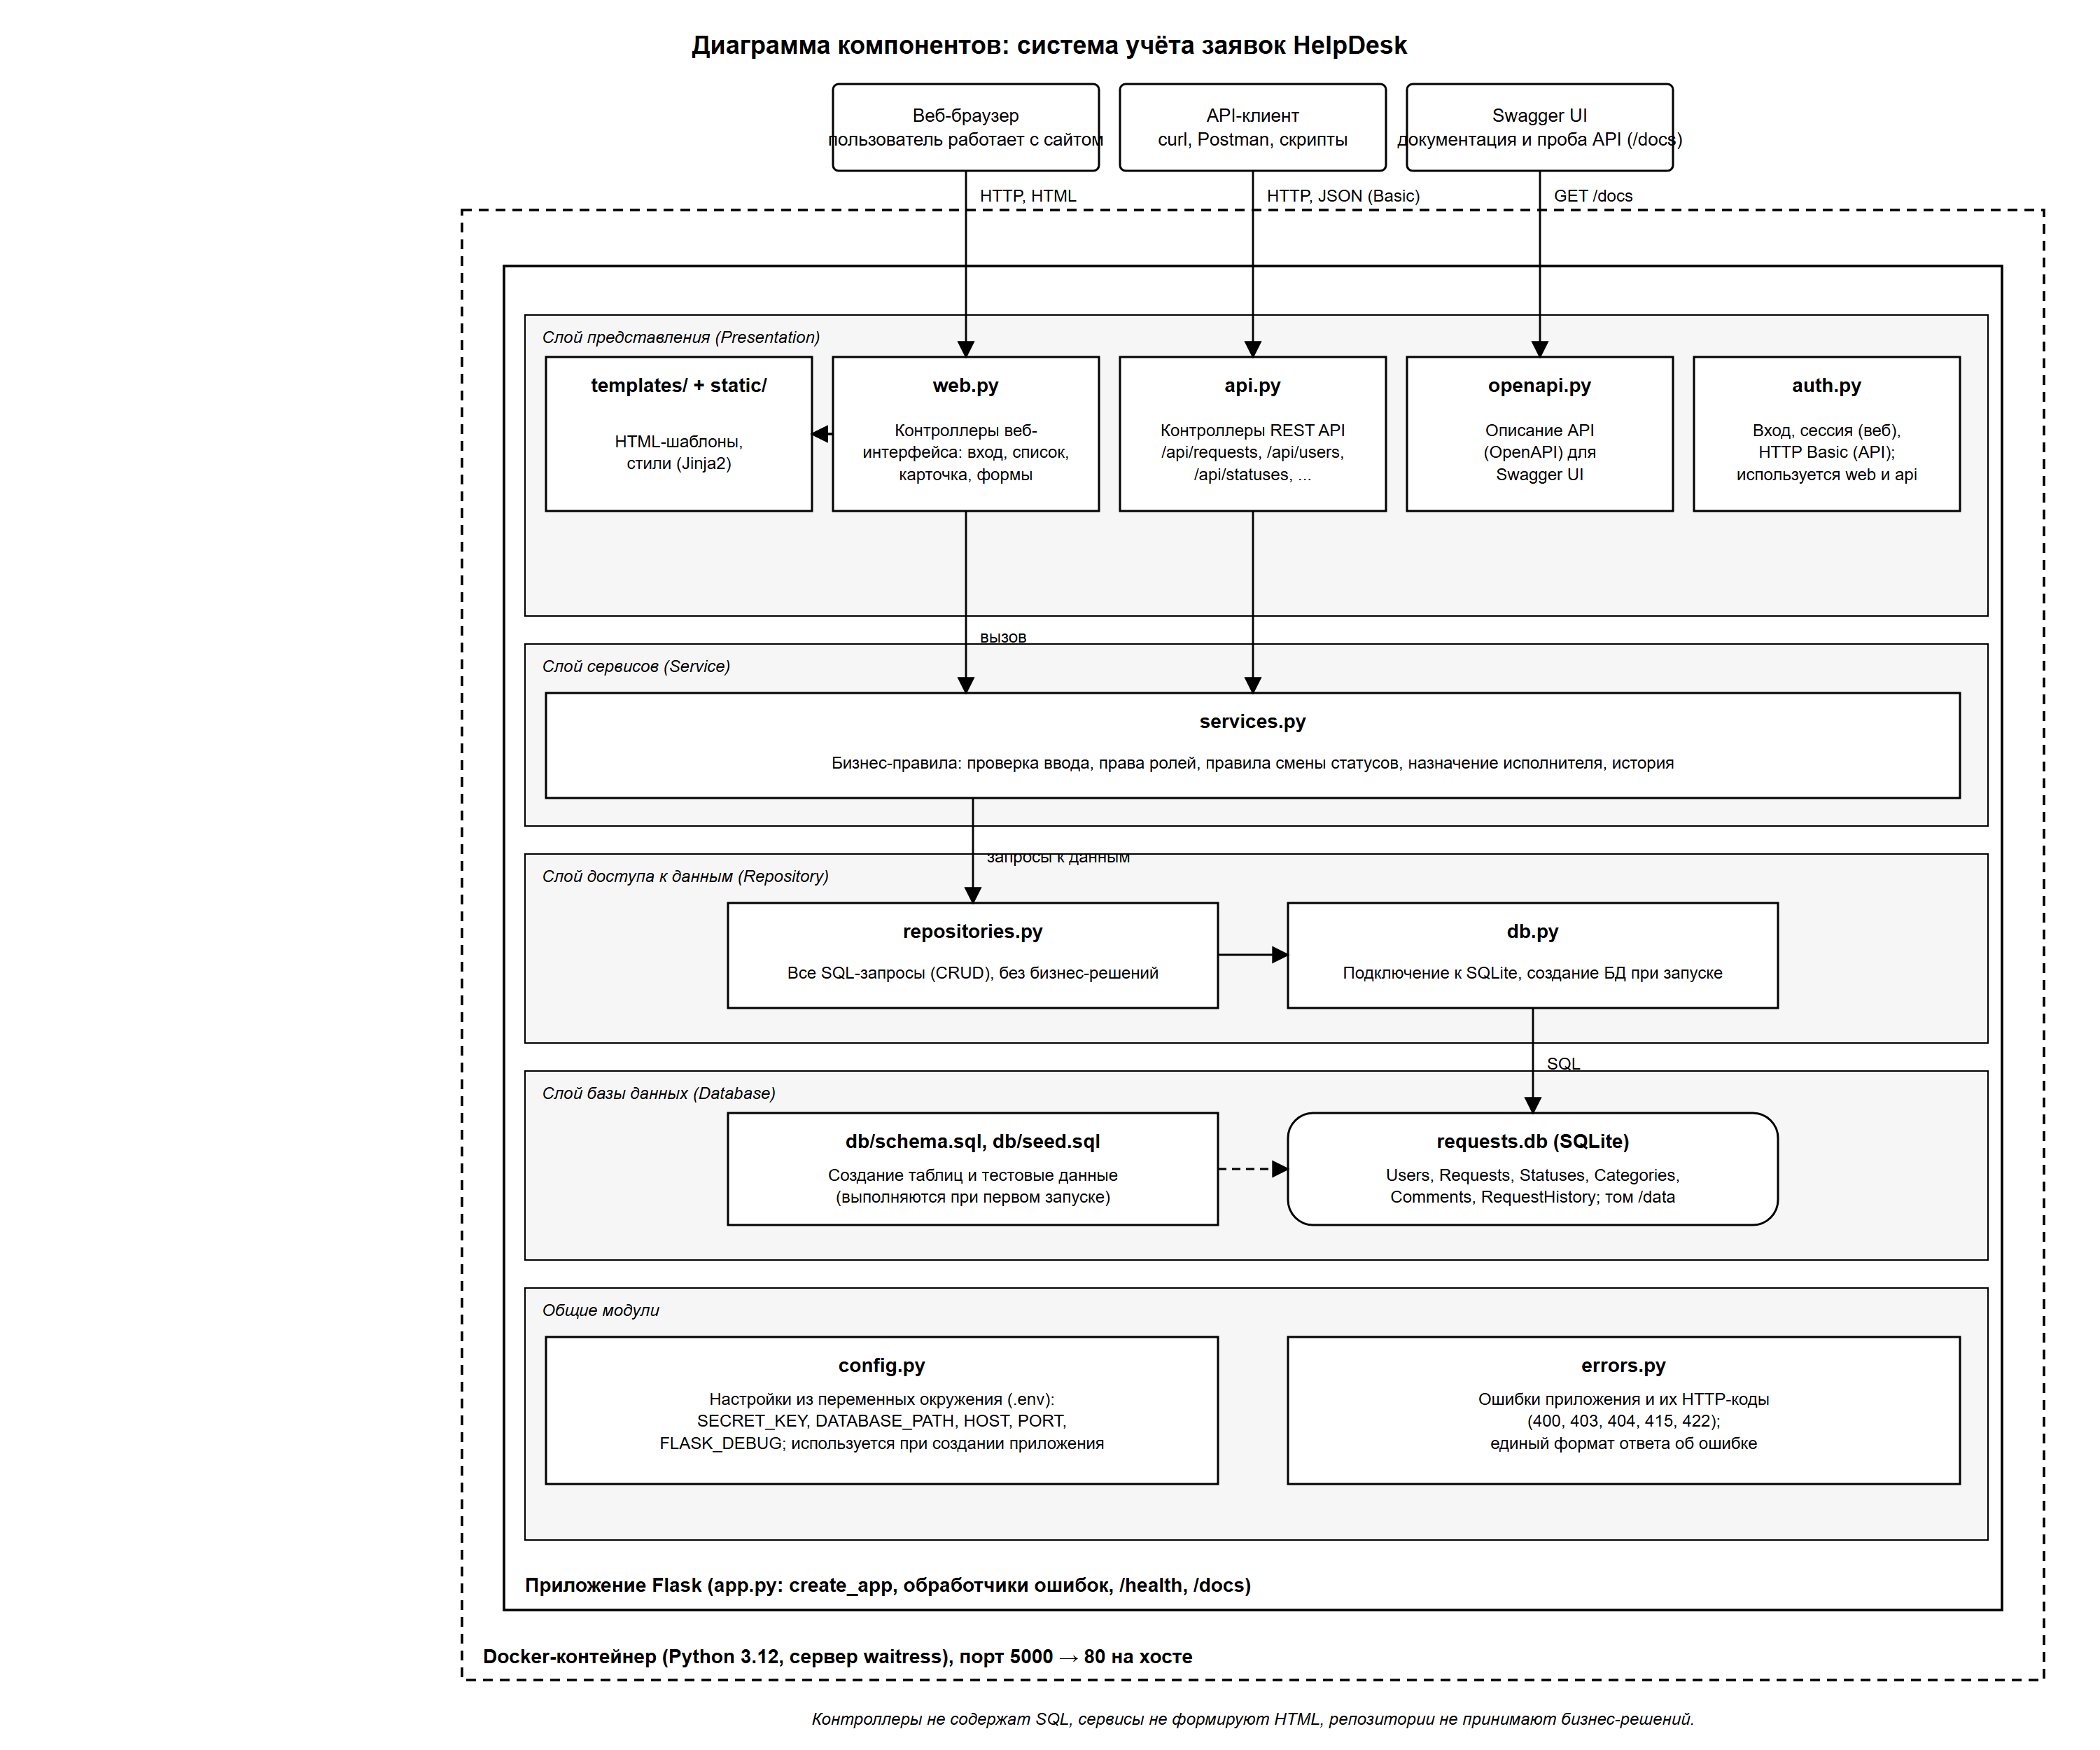 Диаграмма компонентов: система учёта заявок HelpDesk
Веб-браузер
пользователь работает с сайтом
API-клиент
curl, Postman, скрипты
Swagger UI
документация и проба API (/docs)
HTTP, HTML
HTTP, JSON (Basic)
GET /docs
Слой представления (Presentation)
templates/ + static/
HTML-шаблоны,
стили (Jinja2)
web.py
Контроллеры веб-
интерфейса: вход, список,
карточка, формы
api.py
Контроллеры REST API
/api/requests, /api/users,
/api/statuses, ...
openapi.py
Описание API
(OpenAPI) для
Swagger UI
auth.py
Вход, сессия (веб),
HTTP Basic (API);
используется web и api
вызов
Слой сервисов (Service)
services.py
Бизнес-правила: проверка ввода, права ролей, правила смены статусов, назначение исполнителя, история
запросы к данным
Слой доступа к данным (Repository)
repositories.py
Все SQL-запросы (CRUD), без бизнес-решений
db.py
Подключение к SQLite, создание БД при запуске
SQL
Слой базы данных (Database)
db/schema.sql, db/seed.sql
Создание таблиц и тестовые данные
(выполняются при первом запуске)
requests.db (SQLite)
Users, Requests, Statuses, Categories,
Comments, RequestHistory; том /data
Общие модули
config.py
Настройки из переменных окружения (.env):
SECRET_KEY, DATABASE_PATH, HOST, PORT,
FLASK_DEBUG; используется при создании приложения
errors.py
Ошибки приложения и их HTTP-коды
(400, 403, 404, 415, 422);
единый формат ответа об ошибке
Приложение Flask (app.py: create_app, обработчики ошибок, /health, /docs)
Docker-контейнер (Python 3.12, сервер waitress), порт 5000 → 80 на хосте
Контроллеры не содержат SQL, сервисы не формируют HTML, репозитории не принимают бизнес-решений.